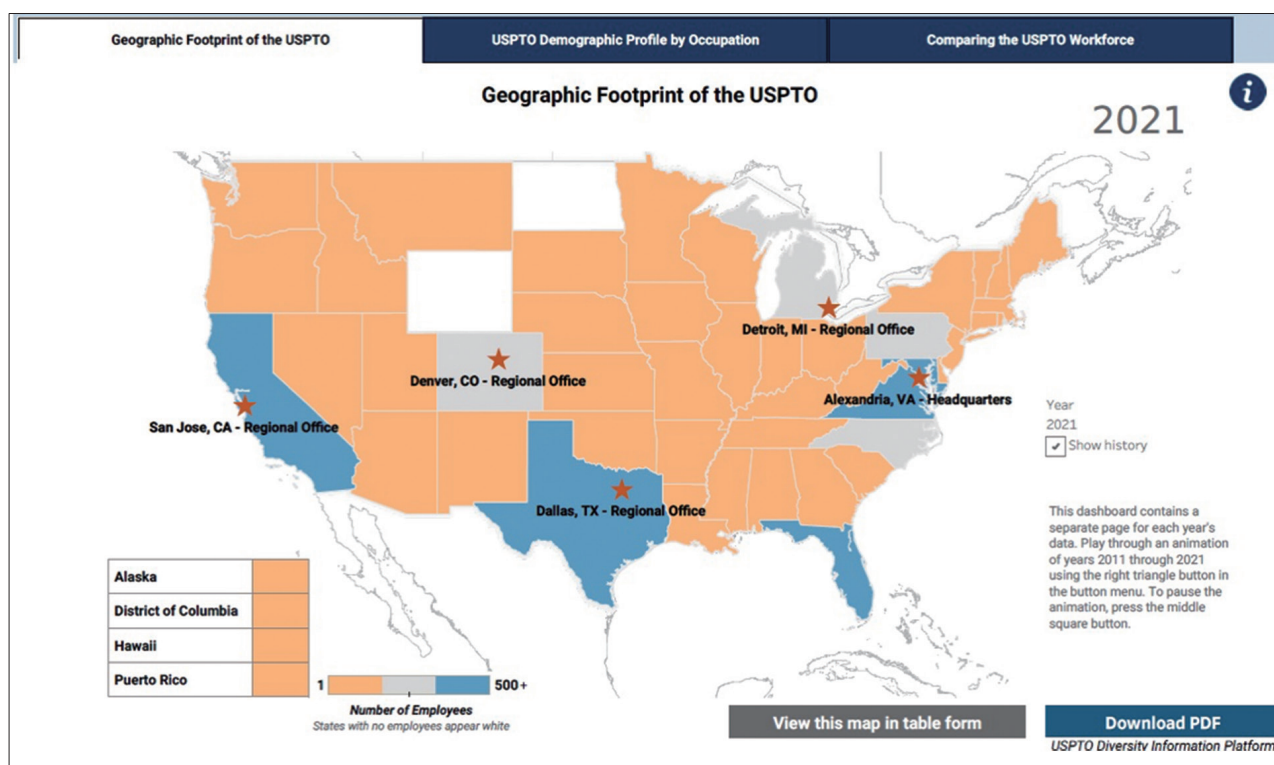 Geographic Footprint of the USPTO
USPTO Demographic Profile by Occupation
Comparing the USPTO Workforce
Geographic Footprint of the USPTO
i
2021
Detroit, MI - Regional Office
Denver, CO - Regional Office
Alexandria, VA - Headquarters
San Jose, CA - Regional Office
Dallas, TX - Regional Office
Year
2021
✔ Show history
This dashboard contains a
separate page for each year's
data. Play through an animation
of years 2011 through 2021
using the right triangle button in
the button menu. To pause the
animation, press the middle
square button.
1
Alaska
District of Columbia
Hawaii
Puerto Rico
1 500+
Number of Employees
States with no employees appear white
View this map in table form
Download PDF
USPTO Diversity Information Platform